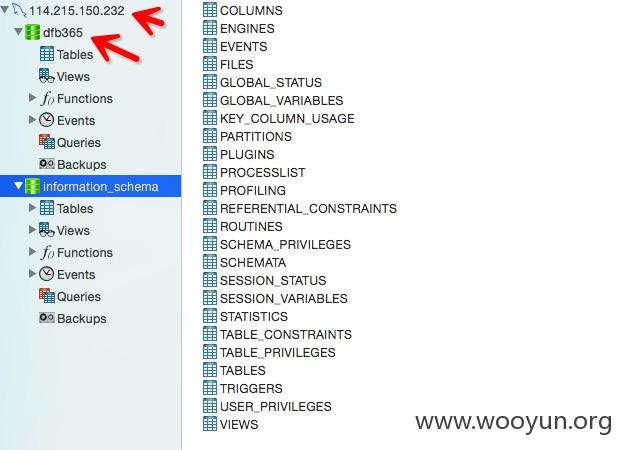 114.215.150.232
dfb365
Tables
Views
Functions
Events
Queries
Backups
information_schema
Tables
Views
Functions
Events
Queries
Backups
COLUMNS
ENGINES
EVENTS
FILES
GLOBAL_STATUS
GLOBAL_VARIABLES
KEY_COLUMN_USAGE
PARTITIONS
PLUGINS
PROCESSLIST
PROFILING
REFERENTIAL_CONSTRAINTS
ROUTINES
SCHEMA_PRIVILEGES
SCHEMATA
SESSION_STATUS
SESSION_VARIABLES
STATISTICS
TABLE_CONSTRAINTS
TABLE_PRIVILEGES
TABLES
TRIGGERS
USER_PRIVILEGES
VIEWS
www.wooyun.org